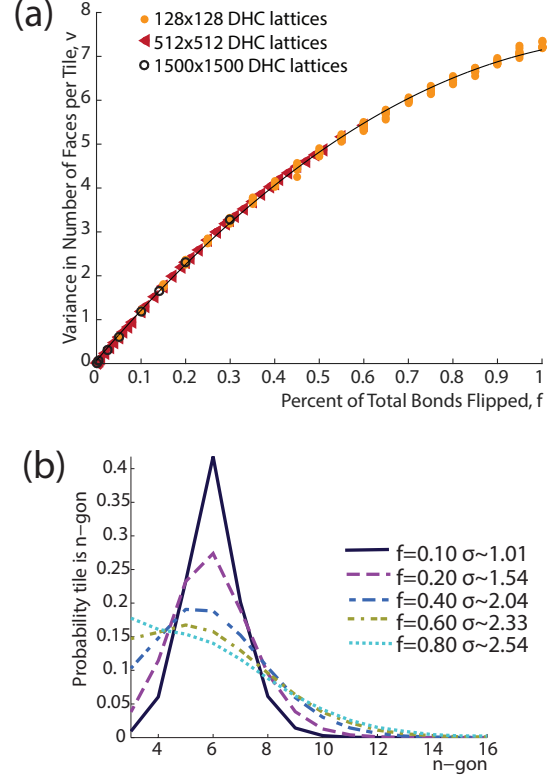 (a)
Variance in Number of Faces per Tile, v
8
7
6
5
4
3
2
1
0
128x128 DHC lattices
512x512 DHC lattices
1500x1500 DHC lattices
0 0.1 0.2 0.3 0.4 0.5 0.6 0.7 0.8 0.9 1
Percent of Total Bonds Flipped, f
(b)
Probability tile is n-gon
0.4
0.35
0.3
0.25
0.2
0.15
0.1
0.05
0
f=0.10 σ~1.01
f=0.20 σ~1.54
f=0.40 σ~2.04
f=0.60 σ~2.33
f=0.80 σ~2.54
4 6 8 10 12 14 16
n-gon